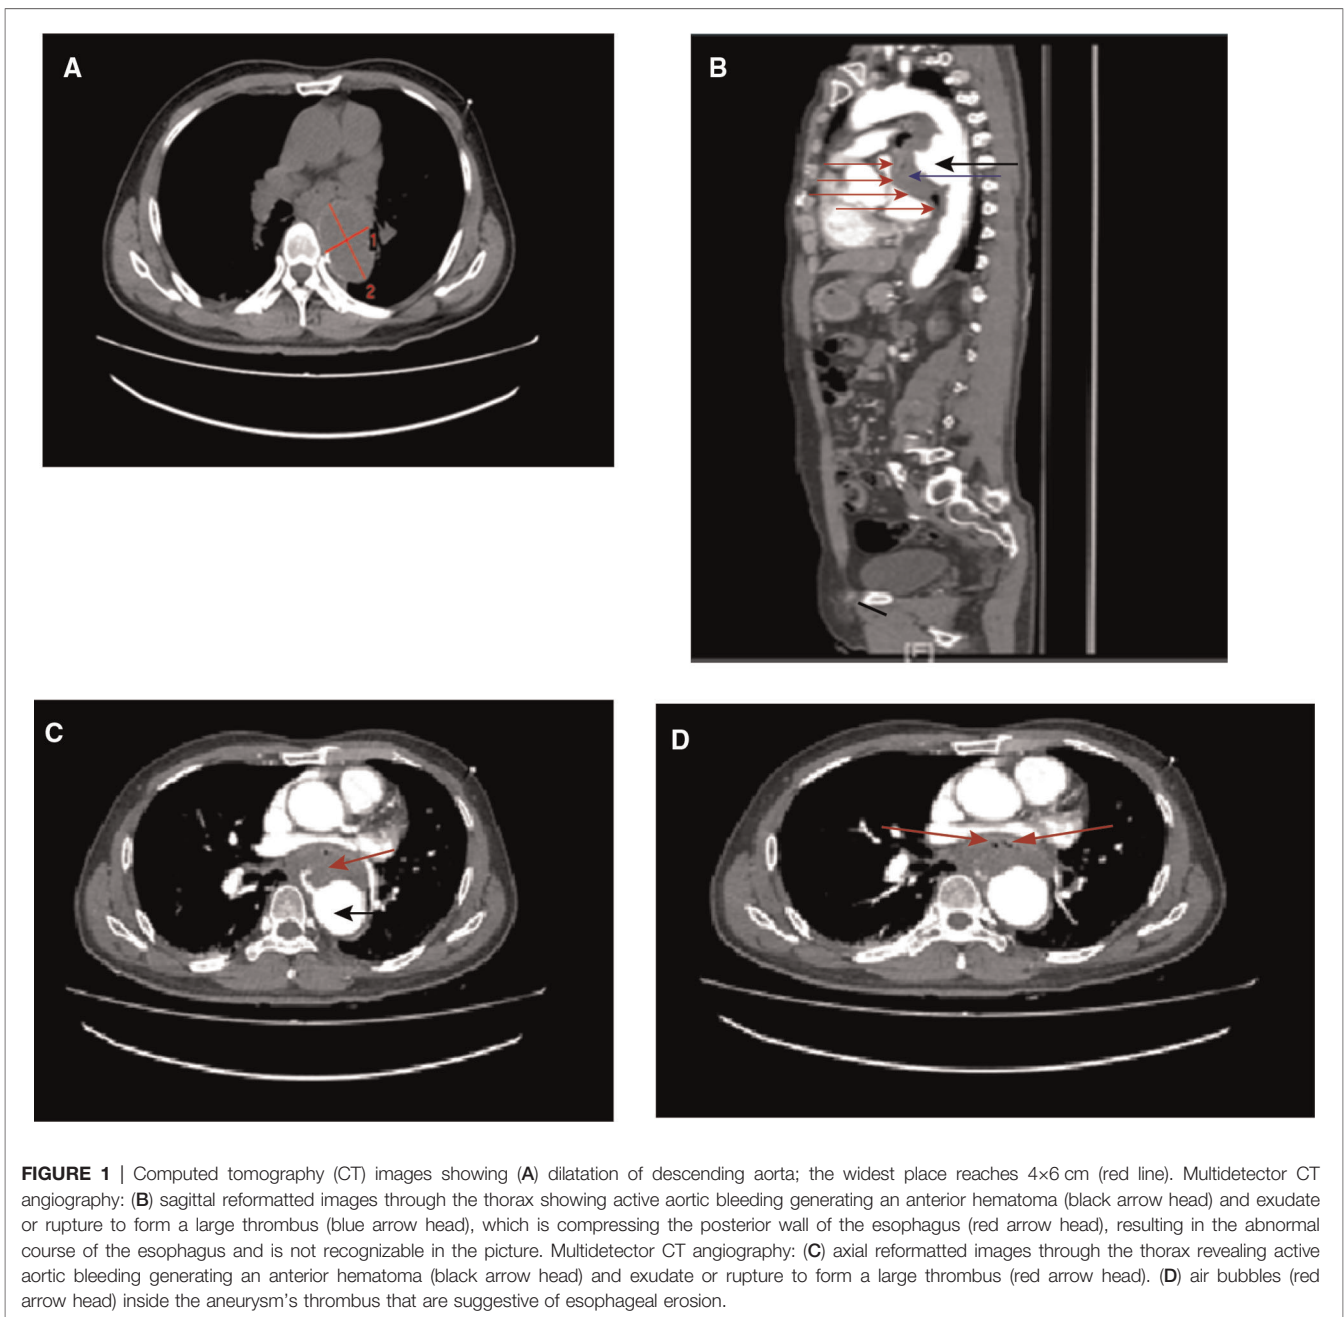 A
B
1
2
[F]
C
D
FIGURE 1 | Computed tomography (CT) images showing (A) dilatation of descending aorta; the widest place reaches 4×6 cm (red line). Multidetector CT
angiography: (B) sagittal reformatted images through the thorax showing active aortic bleeding generating an anterior hematoma (black arrow head) and exudate
or rupture to form a large thrombus (blue arrow head), which is compressing the posterior wall of the esophagus (red arrow head), resulting in the abnormal
course of the esophagus and is not recognizable in the picture. Multidetector CT angiography: (C) axial reformatted images through the thorax revealing active
aortic bleeding generating an anterior hematoma (black arrow head) and exudate or rupture to form a large thrombus (red arrow head). (D) air bubbles (red
arrow head) inside the aneurysm's thrombus that are suggestive of esophageal erosion.